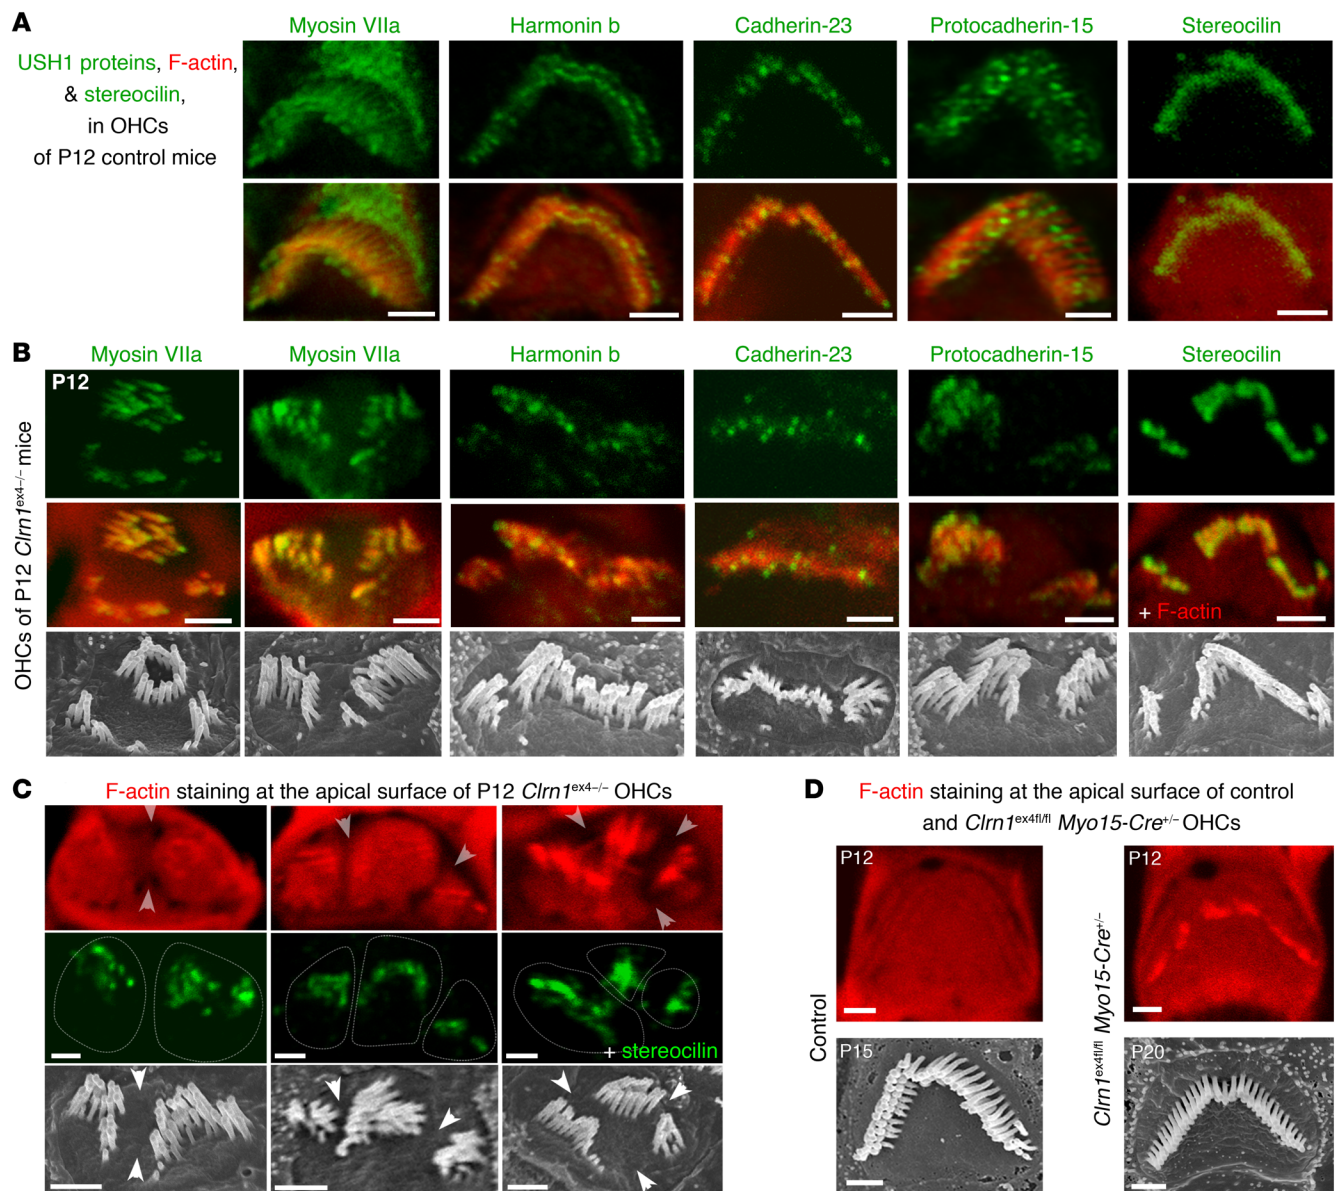 A
Myosin VIIa
Harmonin b
Cadherin-23
Protocadherin-15
Stereocilin
USH1 proteins, F-actin,
& stereocilin,
in OHCs
of P12 control mice
B
Myosin VIIa
Myosin VIIa
Harmonin b
Cadherin-23
Protocadherin-15
Stereocilin
OHCs of P12 Clrn1ex4–/– mice
P12
+ F-actin
C
F-actin staining at the apical surface of P12 Clrn1ex4–/– OHCs
+ stereocilin
D
F-actin staining at the apical surface of control
and Clrn1ex4fl/fl Myo15-Cre+/– OHCs
Control
P12
P15
Clrn1ex4fl/fl Myo15-Cre+/–
P12
P20